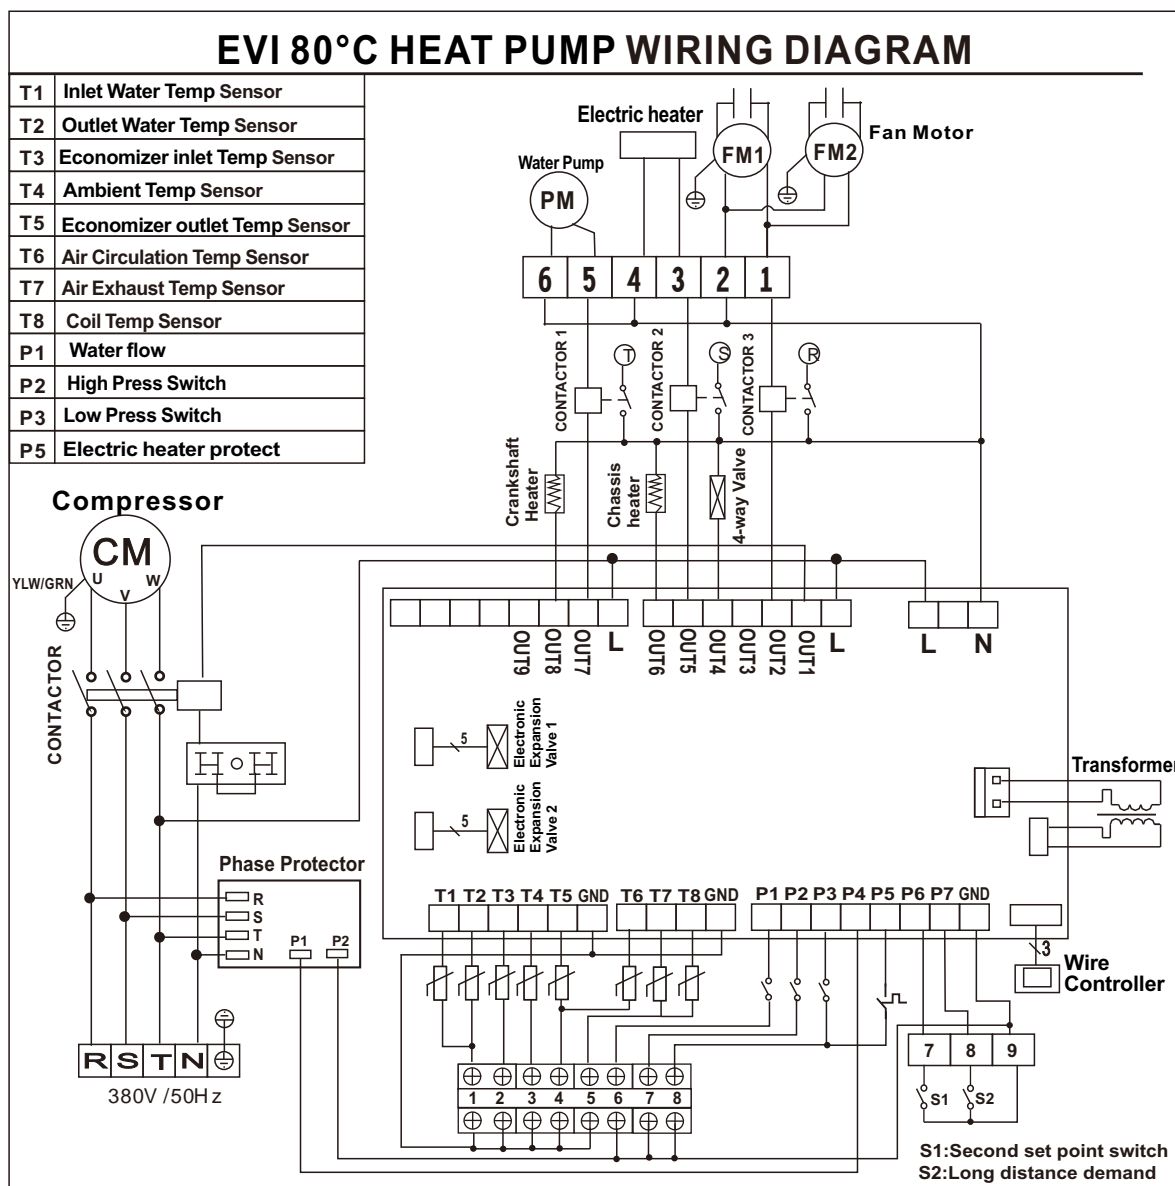 EVI 80°C HEAT PUMP WIRING DIAGRAM
T1 Inlet Water Temp Sensor
T2 Outlet Water Temp Sensor
T3 Economizer inlet Temp Sensor
T4 Ambient Temp Sensor
T5 Economizer outlet Temp Sensor
T6 Air Circulation Temp Sensor
T7 Air Exhaust Temp Sensor
T8 Coil Temp Sensor
P1 Water flow
P2 High Press Switch
P3 Low Press Switch
P5 Electric heater protect
Electric heater
Water Pump
PM
FM1
FM2
Fan Motor
6 5 4 3 2 1
CONTACTOR 1
T
CONTACTOR 2
S
CONTACTOR 3
R
Crankshaft
Heater
Chassis
heater
4-way Valve
Compressor
CM
U
V
W
YLW/GRN
CONTACTOR
OUT9
OUT8
OUT7
L
OUT6
OUT5
OUT4
OUT3
OUT2
OUT1
L
L
N
5
Electronic
Expansion
Valve 1
5
Electronic
Expansion
Valve 2
Transformer
Phase Protector
R
S
T
N
P1
P2
T1 T2 T3 T4 T5 GND
T6 T7 T8 GND
P1 P2 P3 P4 P5 P6 P7 GND
3
Wire
Controller
R S T N
380V /50Hz
1 2 3 4 5 6 7 8
7 8 9
S1
S2
S1:Second set point switch
S2:Long distance demand